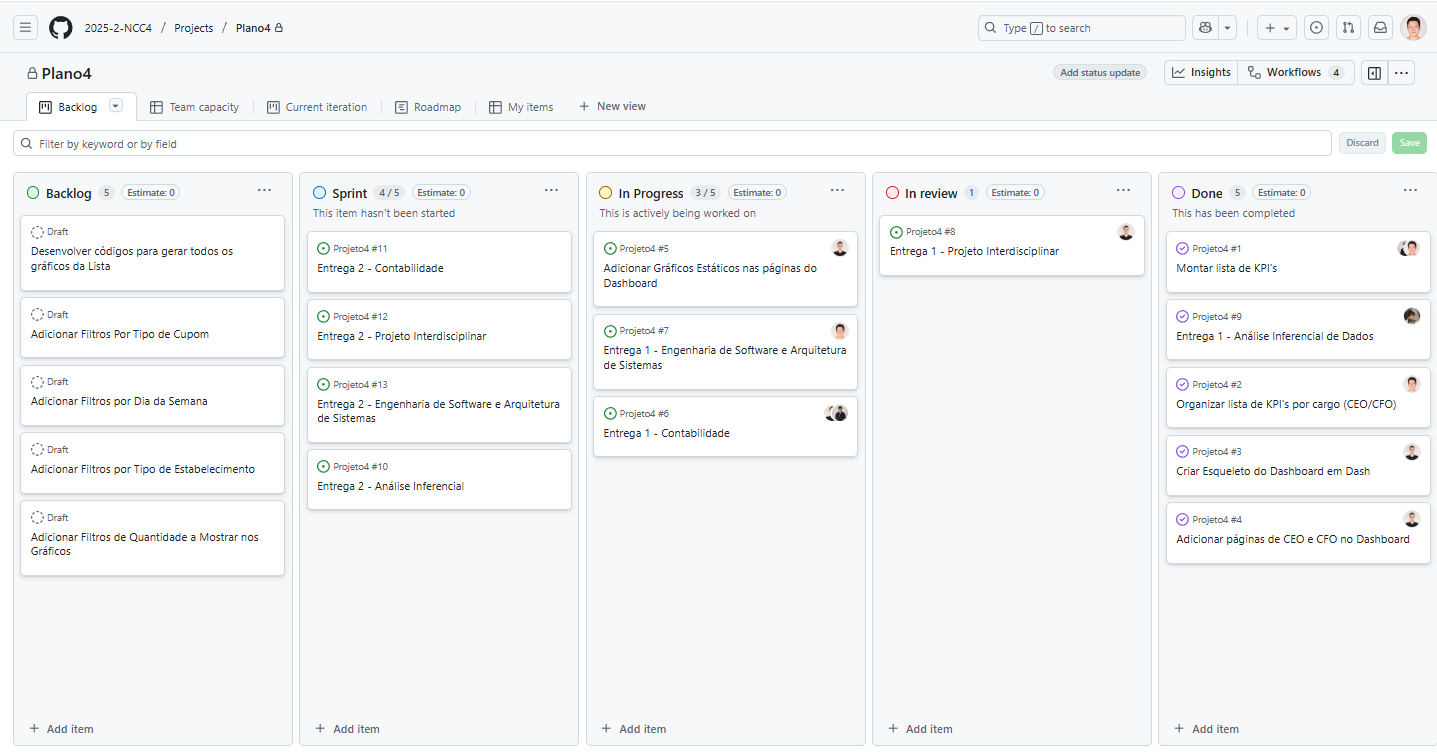 2025-2-NCC4 / Projects / Plano4
Type / to search
Plano4
Add status update
Insights
Workflows 4
Backlog
Team capacity
Current iteration
Roadmap
My items
New view
Filter by keyword or by field
Discard
Save
Backlog 5 Estimate: 0
Draft
Desenvolver códigos para gerar todos os
gráficos da Lista
Draft
Adicionar Filtros Por Tipo de Cupom
Draft
Adicionar Filtros por Dia da Semana
Draft
Adicionar Filtros por Tipo de Estabelecimento
Draft
Adicionar Filtros de Quantidade a Mostrar nos
Gráficos
Add item
Sprint 4 / 5 Estimate: 0
This item hasn't been started
Projeto4 #11
Entrega 2 - Contabilidade
Projeto4 #12
Entrega 2 - Projeto Interdisciplinar
Projeto4 #13
Entrega 2 - Engenharia de Software e Arquitetura
de Sistemas
Projeto4 #10
Entrega 2 - Análise Inferencial
Add item
In Progress 3 / 5 Estimate: 0
This is actively being worked on
Projeto4 #5
Adicionar Gráficos Estáticos nas páginas do
Dashboard
Projeto4 #7
Entrega 1 - Engenharia de Software e Arquitetura
de Sistemas
Projeto4 #6
Entrega 1 - Contabilidade
Add item
In review 1 Estimate: 0
Projeto4 #8
Entrega 1 - Projeto Interdisciplinar
Add item
Done 5 Estimate: 0
This has been completed
Projeto4 #1
Montar lista de KPI's
Projeto4 #9
Entrega 1 - Análise Inferencial de Dados
Projeto4 #2
Organizar lista de KPI's por cargo (CEO/CFO)
Projeto4 #3
Criar Esqueleto do Dashboard em Dash
Projeto4 #4
Adicionar páginas de CEO e CFO no Dashboard
Add item